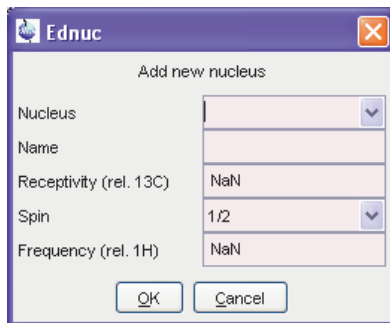 Ednuc
Add new nucleus
Nucleus
Name
Receptivity (rel. 13C) NaN
Spin 1/2
Frequency (rel. 1H) NaN
OK Cancel